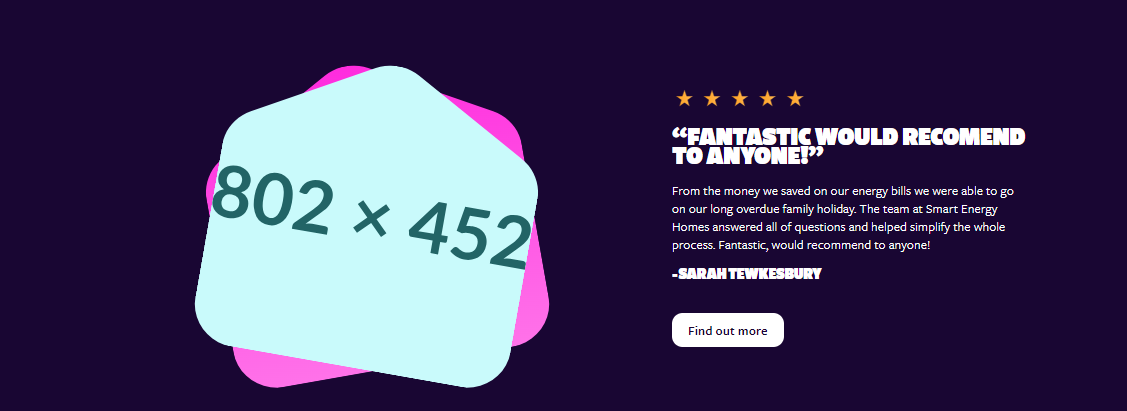 802 × 452
“FANTASTIC WOULD RECOMEND
TO ANYONE!”
From the money we saved on our energy bills we were able to go
on our long overdue family holiday. The team at Smart Energy
Homes answered all of questions and helped simplify the whole
process. Fantastic, would recommend to anyone!
-SARAH TEWKESBURY
Find out more